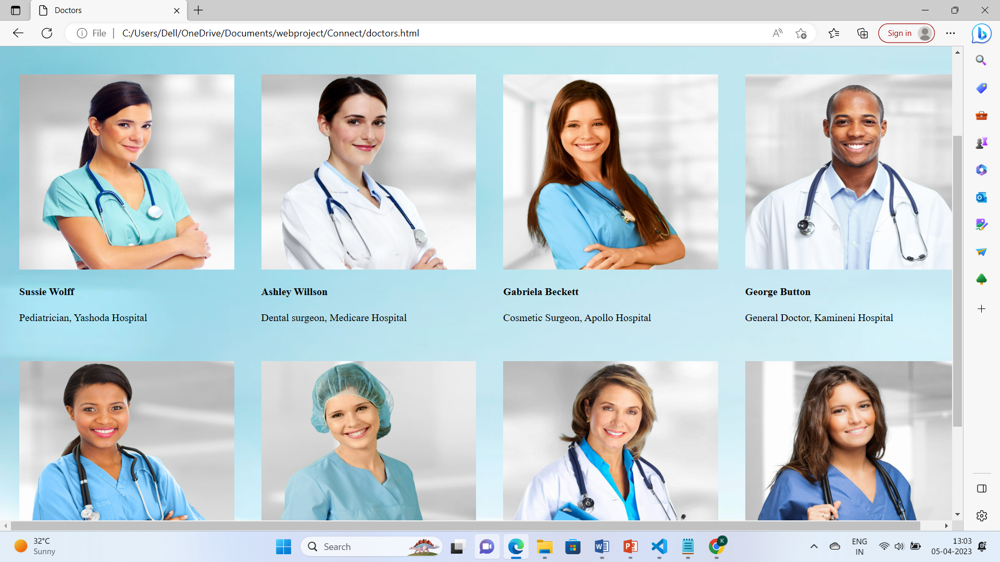 Doctors
File
C:/Users/Dell/OneDrive/Documents/webproject/Connect/doctors.html
Sign in
Sussie Wolff
Ashley Willson
Gabriela Beckett
George Button
Pediatrician, Yashoda Hospital
Dental surgeon, Medicare Hospital
Cosmetic Surgeon, Apollo Hospital
General Doctor, Kamineni Hospital
32°C
Sunny
Search
K
ENG
IN
13:03
05-04-2023